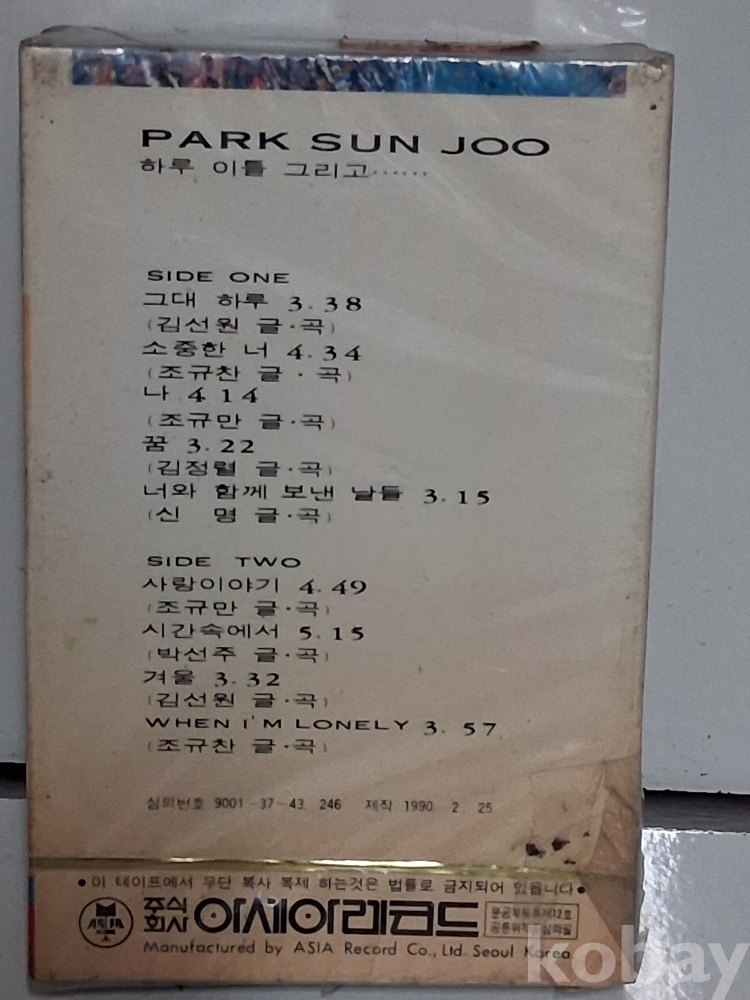 PARK SUN JOO
하루 이틀 그리고······
SIDE ONE
그대 하루 3.38
(김선원 글·곡)
소중한 너 4.34
(조규찬 글·곡)
나 4 14
(조규만 글·곡)
꿈 3.22
(김정렬 글·곡)
너와 함께 보낸 날들 3.15
(신 명 글·곡)
SIDE TWO
사랑이야기 4.49
(조규만 글·곡)
시간속에서 5.15
(박선주 글·곡)
겨울 3.32
(김선원 글·곡)
WHEN I'M LONELY 3.57
(조규찬 글·곡)
심의번호 9001-37-43. 246 제작 1990. 2. 25
●이 테이프에서 무단 복사 복제 하는것은 법률로 금지되어 있읍니다●
ASIA
주식회사 아세아레코드
Manufactured by ASIA Record Co., Ltd. Seoul Korea
kobay